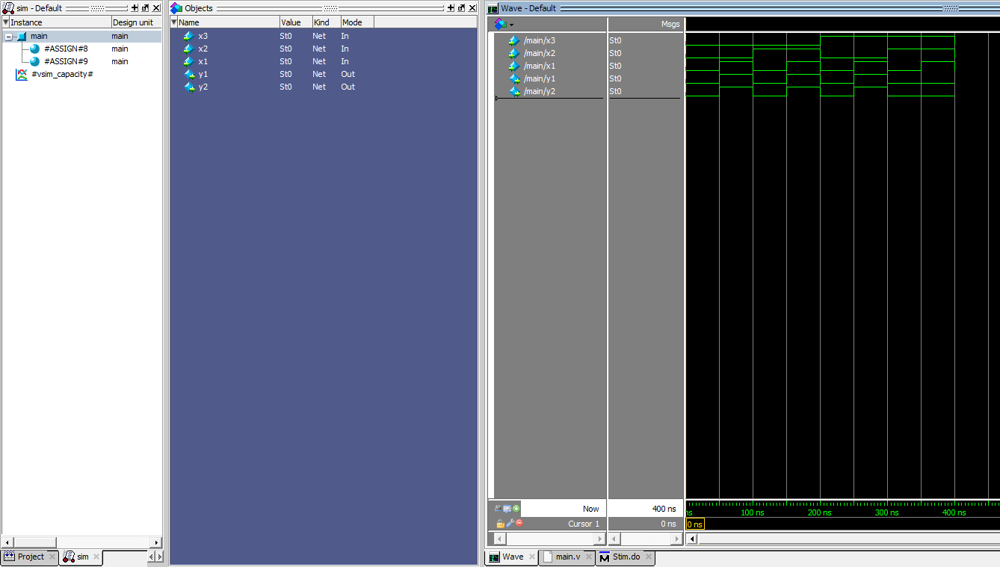 sim - Default
Instance Design unit
main main
#ASSIGN#8 main
#ASSIGN#9 main
#vsim_capacity#
Project sim
Objects
Name Value Kind Mode
x3 St0 Net In
x2 St0 Net In
x1 St0 Net In
y1 St0 Net Out
y2 St0 Net Out
Wave - Default
Msgs
/main/x3 St0
/main/x2 St0
/main/x1 St0
/main/y1 St0
/main/y2 St0
Now 400 ns
ns 100 ns 200 ns 300 ns 400 ns
Cursor 1 0 ns
0 ns
Wave main.v Stim.do